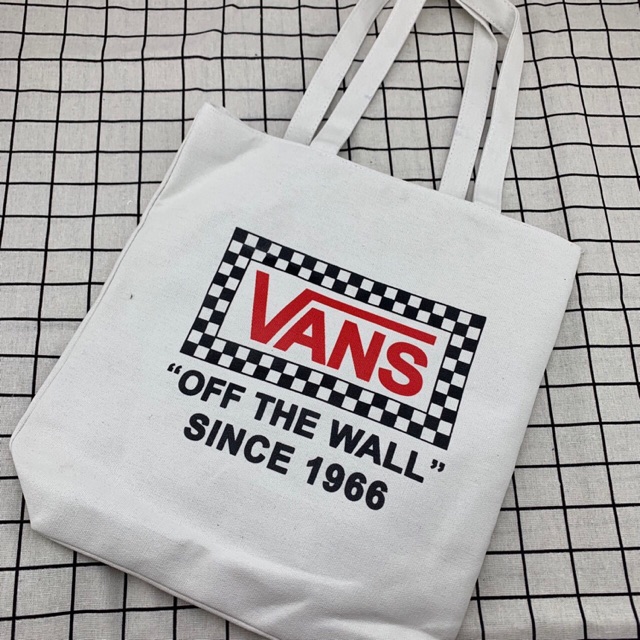 VANS
“OFF THE WALL”
SINCE 1966